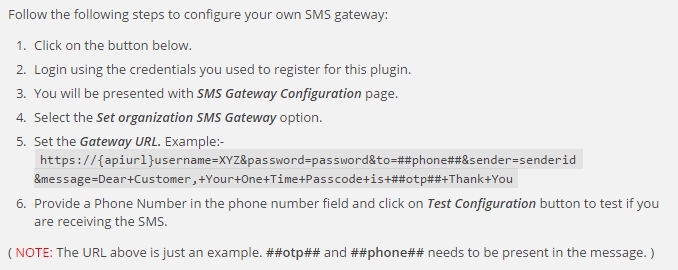 Follow the following steps to configure your own SMS gateway:
1. Click on the button below.
2. Login using the credentials you used to register for this plugin.
3. You will be presented with SMS Gateway Configuration page.
4. Select the Set organization SMS Gateway option.
5. Set the Gateway URL. Example:-
https://{apiurl}username=XYZ&password=password&to=##phone##&sender=senderid
&message=Dear+Customer,+Your+One+Time+Passcode+is+##otp##+Thank+You
6. Provide a Phone Number in the phone number field and click on Test Configuration button to test if you
are receiving the SMS.
( NOTE: The URL above is just an example. ##otp## and ##phone## needs to be present in the message. )